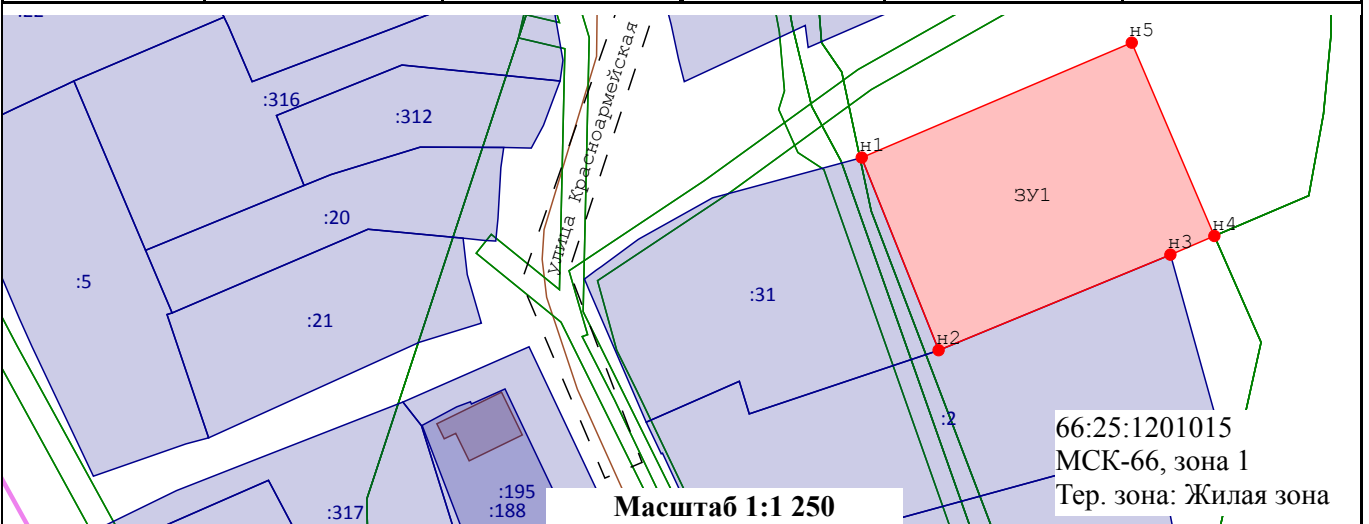 :22
н5
:316
:312
улица Красноармейская
н1
ЗУ1
:20
н4
н3
:5
:31
:21
н2
:2
66:25:1201015
МСК-66, зона 1
Тер. зона: Жилая зона
:195
:188
:317
Масштаб 1:1 250